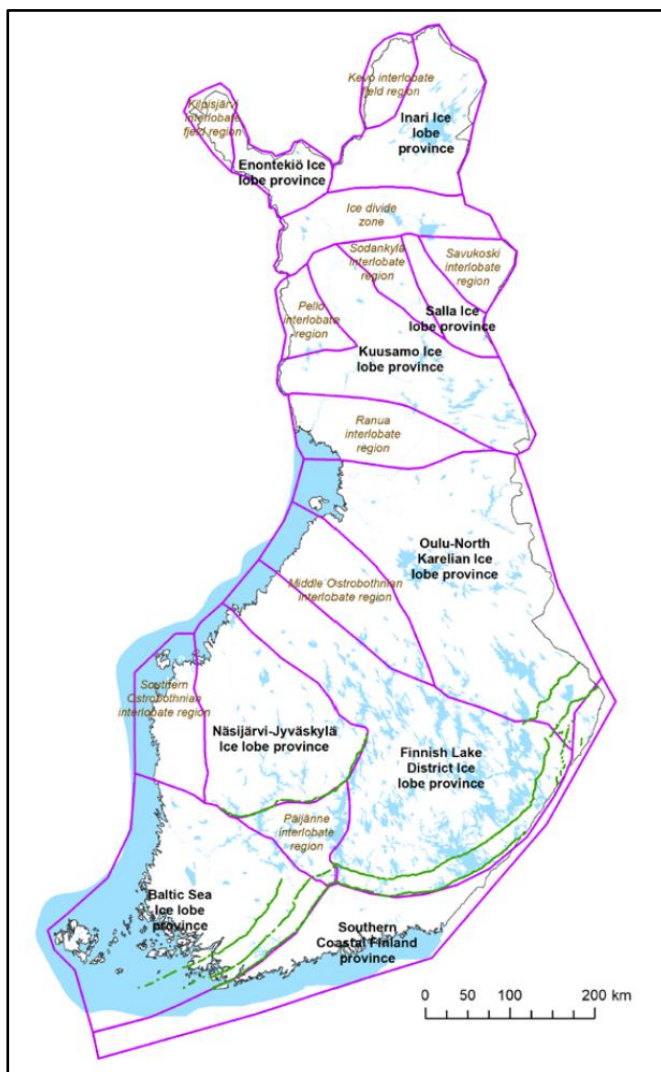 Kevo interlobate
fjeld region
Kilpisjärvi
interlobate
fjeld region
Inari Ice
lobe
province
Enontekiö Ice
lobe province
Ice divide
zone
Sodankylä
interlobate
region
Savukoski
interlobate
region
Pello
interlobate
region
Salla Ice
lobe province
Kuusamo Ice
lobe province
Ranua
interlobate
region
Oulu-North
Karelian Ice
lobe province
Middle Ostrobothnian
interlobate region
Southern
Ostrobothnian
interlobate region
Näsijärvi-Jyväskylä
Ice lobe province
Finnish Lake
District Ice
lobe province
Päijänne
interlobate
region
Baltic Sea
Ice lobe
province
Southern
Coastal Finland
province
0 50 100 200 km